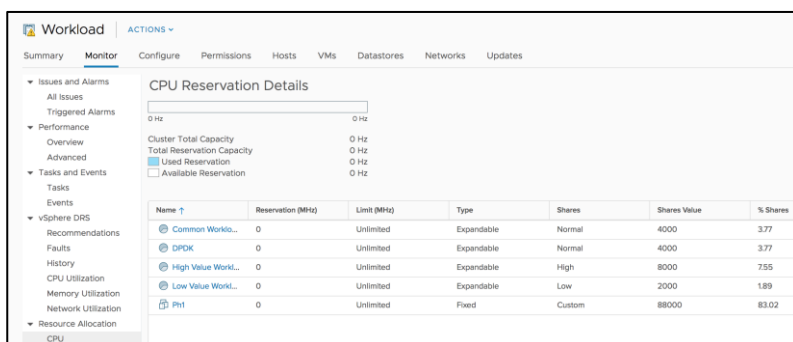 Workload ACTIONS
Summary Monitor Configure Permissions Hosts VMs Datastores Networks Updates
Issues and Alarms
All Issues
Triggered Alarms
Performance
Overview
Advanced
Tasks and Events
Tasks
Events
vSphere DRS
Recommendations
Faults
History
CPU Utilization
Memory Utilization
Network Utilization
Resource Allocation
CPU
CPU Reservation Details
0 Hz 0 Hz
Cluster Total Capacity 0 Hz
Total Reservation Capacity 0 Hz
Used Reservation 0 Hz
Available Reservation 0 Hz
Name ↑ Reservation (MHz) Limit (MHz) Type Shares Shares Value % Shares
Common Worklo... 0 Unlimited Expandable Normal 4000 3.77
DPDK 0 Unlimited Expandable Normal 4000 3.77
High Value Workl... 0 Unlimited Expandable High 8000 7.55
Low Value Workl... 0 Unlimited Expandable Low 2000 1.89
Ph1 0 Unlimited Fixed Custom 88000 83.02